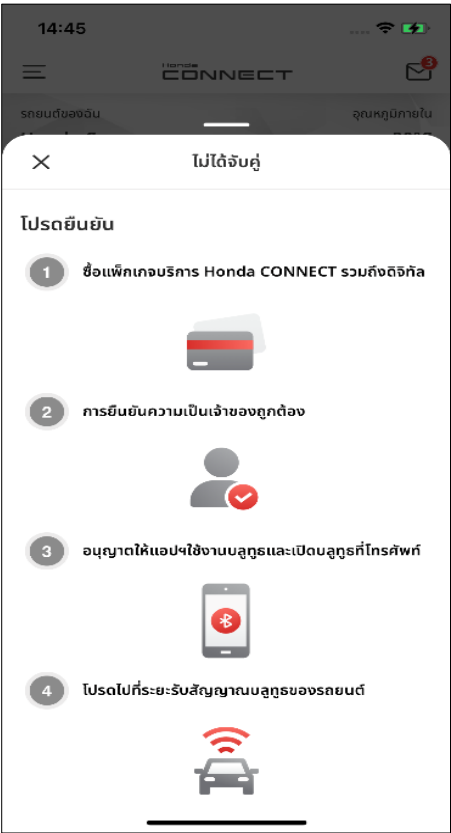 14:45
Honda
CONNECT
3
รถยนต์ของฉัน
อุณหภูมิภายใน
ไม่ได้จับคู่
โปรดยืนยัน
1 ซื้อแพ็กเกจบริการ Honda CONNECT รวมถึงดิจิทัล
2 การยืนยันความเป็นเจ้าของถูกต้อง
3 อนุญาตให้แอปฯใช้งานบลูทูธและเปิดบลูทูธที่โทรศัพท์
4 โปรดไปที่ระยะรับสัญญาณบลูทูธของรถยนต์